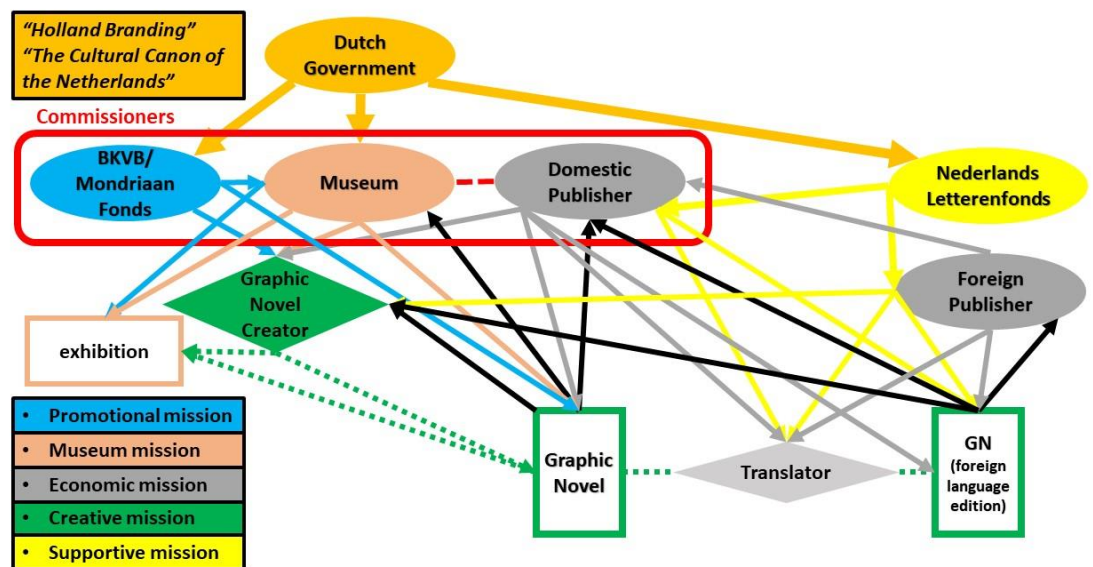 “Holland Branding”
“The Cultural Canon of
the Netherlands”
Dutch
Government
Commissioners
BKVB/
Mondriaan
Fonds
Museum
Domestic
Publisher
Nederlands
Letterenfonds
Graphic
Novel
Creator
Foreign
Publisher
exhibition
• Promotional mission
• Museum mission
• Economic mission
• Creative mission
• Supportive mission
Graphic
Novel
Translator
GN
(foreign
language
edition)